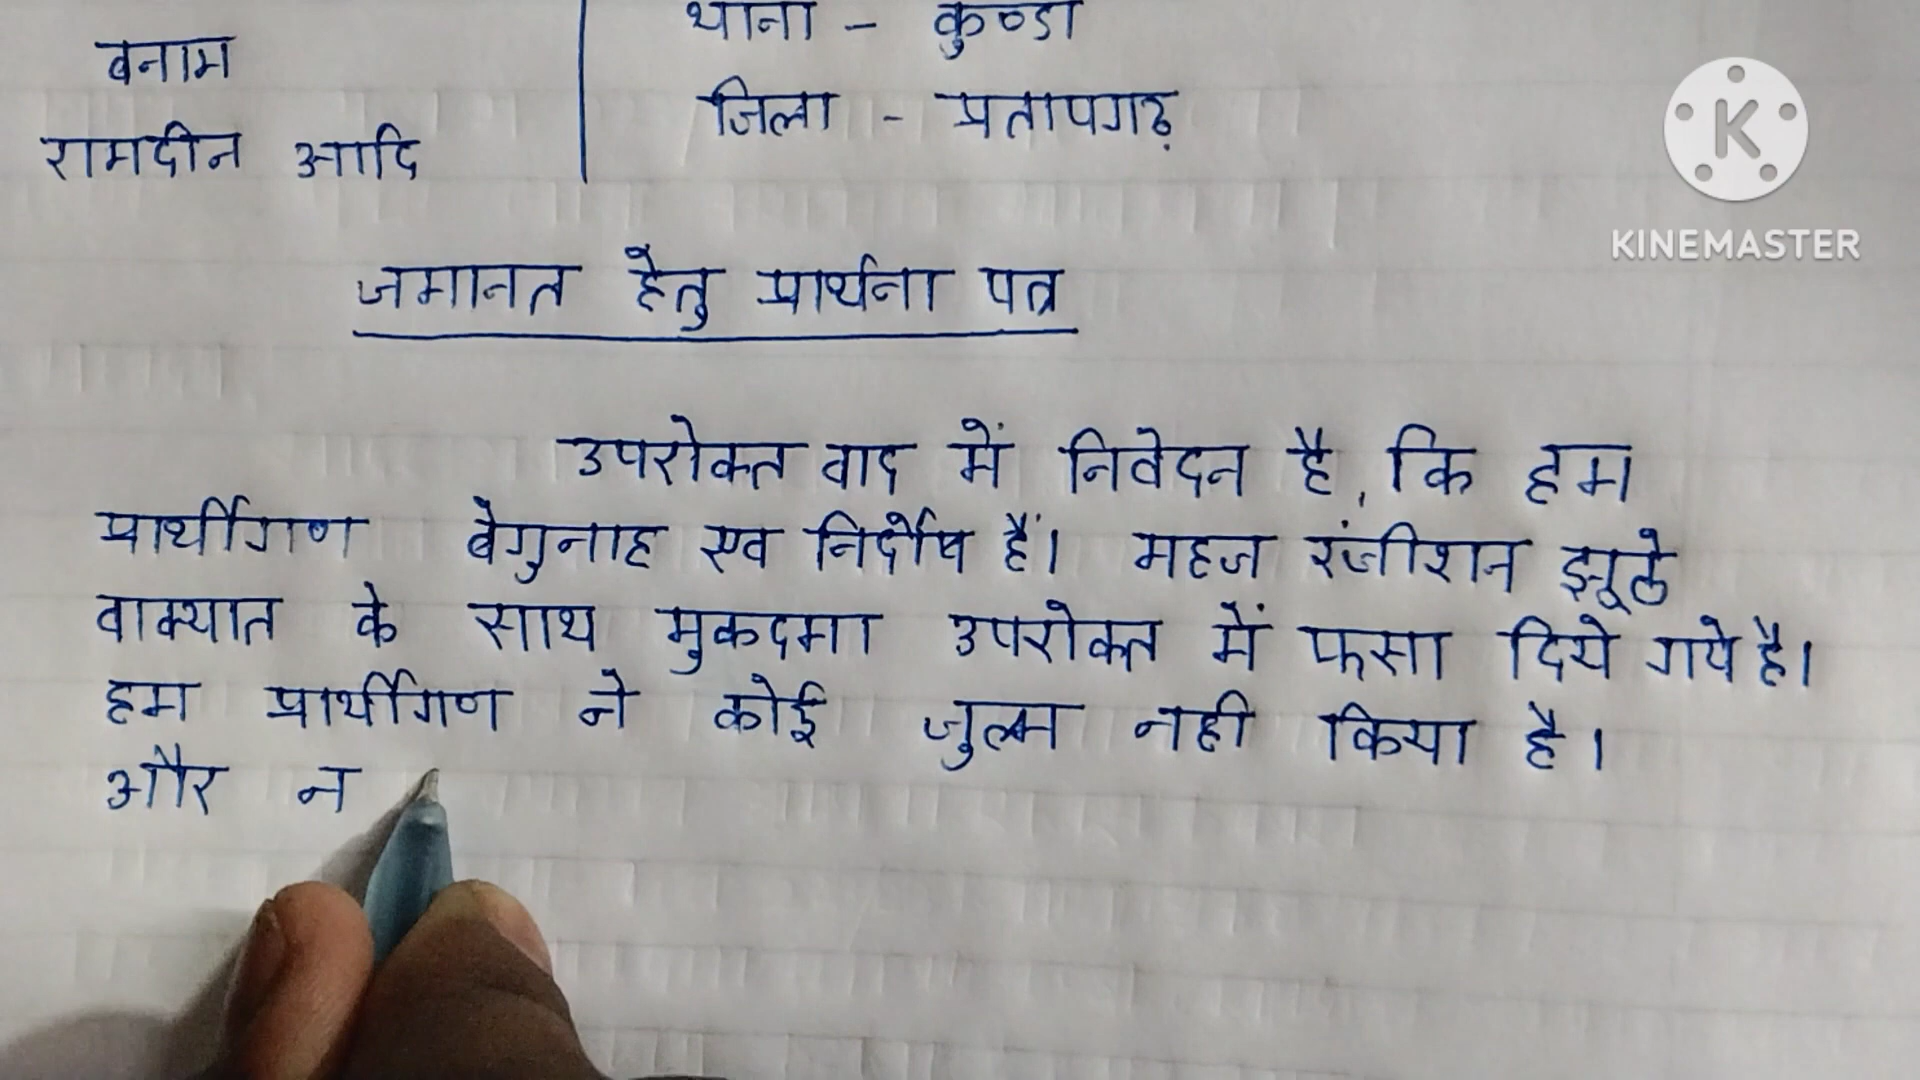 थाना - कुण्डा
बनाम
जिला - प्रतापगढ़
रामदीन आदि
K
KINEMASTER
जमानत हेतु प्रार्थना पत्र
उपरोक्त वाद में निवेदन है, कि हम
प्रार्थीगण बेगुनाह एव निर्दोष हैं। महज रंजीशन झूठे
वाक्यात के साथ मुकदमा उपरोक्त में फसा दिये गये है।
हम प्रार्थीगण ने कोई जुल्म नही किया है।
और न